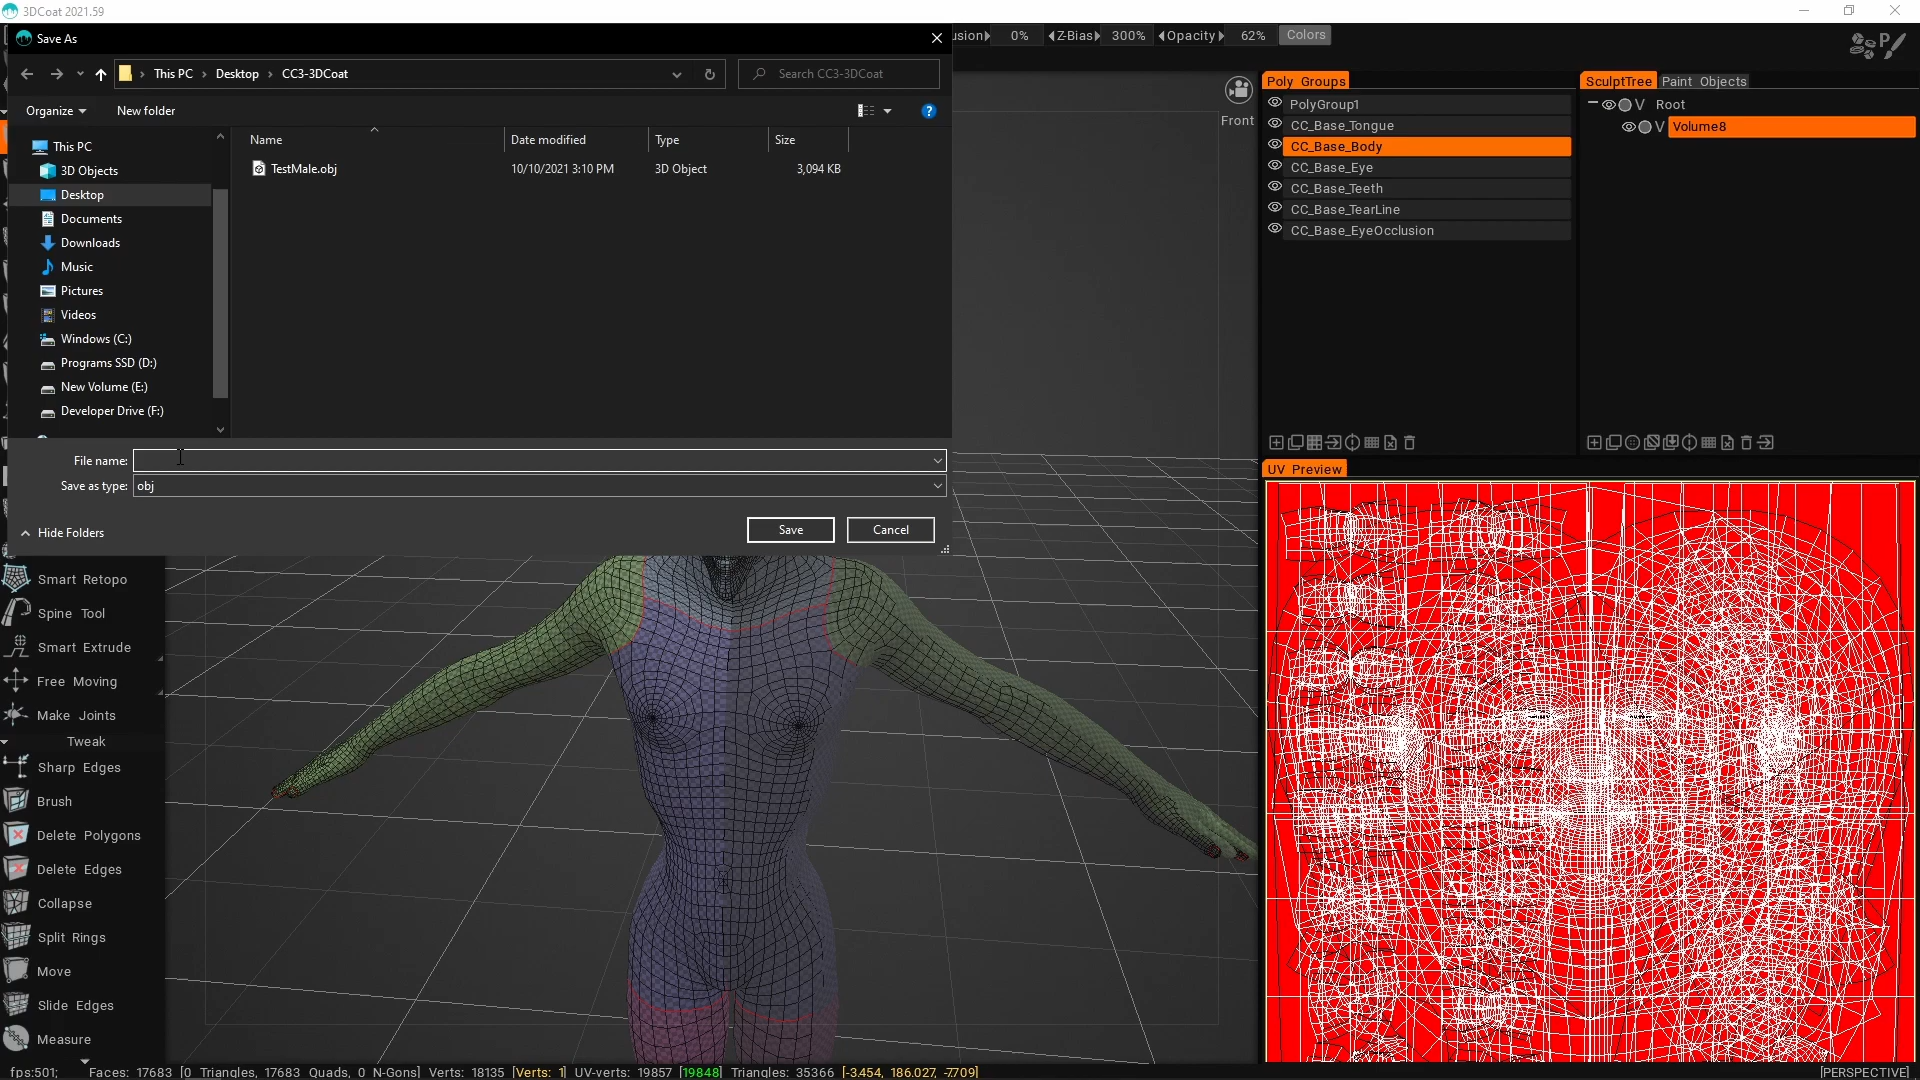 3DCoat 2021.59
Save As
usion 0% Z-Bias 300% Opacity 62% Colors
This PC Desktop CC3-3DCoat
Search CC3-3DCoat
Organize New folder
Name Date modified Type Size
TestMale.obj 10/10/2021 3:10 PM 3D Object 3,094 KB
This PC
3D Objects
Desktop
Documents
Downloads
Music
Pictures
Videos
Windows (C:)
Programs SSD (D:)
New Volume (E:)
Developer Drive (F:)
File name:
Save as type: obj
Hide Folders
Save Cancel
Front
Poly Groups
PolyGroup1
CC_Base_Tongue
CC_Base_Body
CC_Base_Eye
CC_Base_Teeth
CC_Base_TearLine
CC_Base_EyeOcclusion
SculptTree Paint Objects
V Root
V Volume8
UV Preview
Smart Retopo
Spine Tool
Smart Extrude
Free Moving
Make Joints
Tweak
Sharp Edges
Brush
Delete Polygons
Delete Edges
Collapse
Split Rings
Move
Slide Edges
Measure
fps:501; Faces: 17683 [0 Triangles, 17683 Quads, 0 N-Gons] Verts: 18135 [Verts: 1] UV-verts: 19857 [19848] Triangles: 35366 [-3.454, 186.027, -7.709]
[PERSPECTIVE]